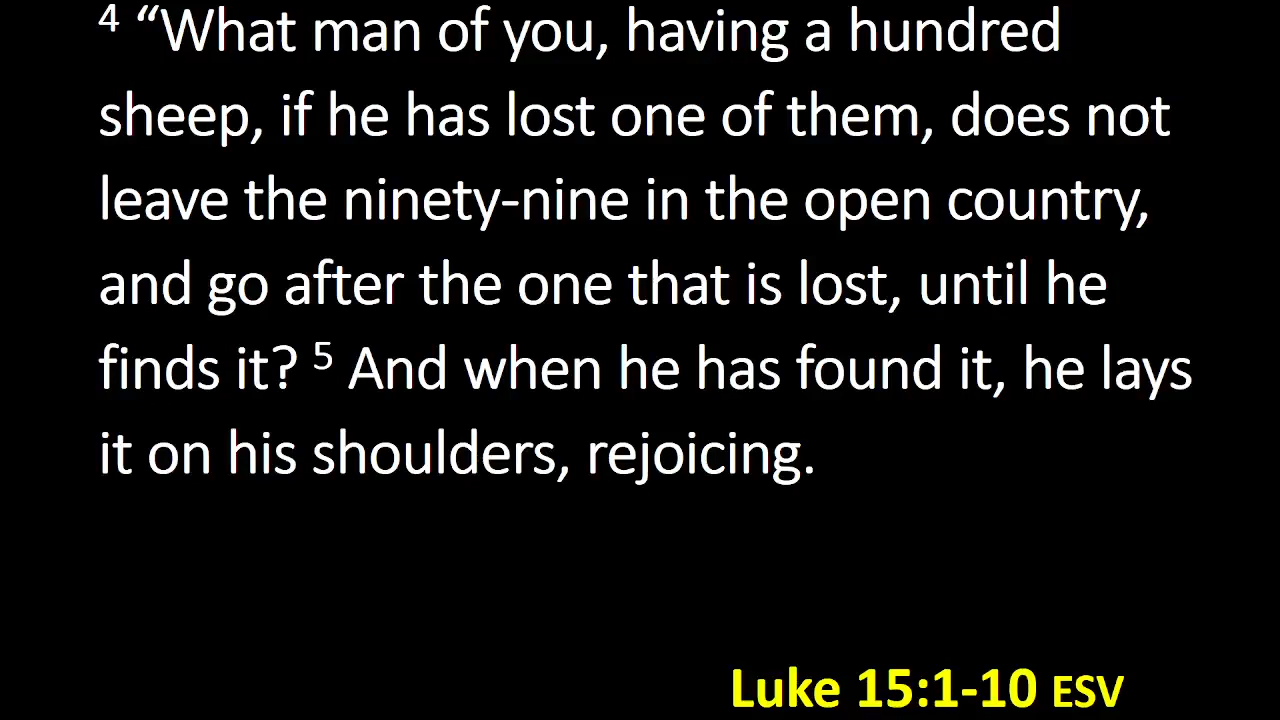 4 “What man of you, having a hundred
sheep, if he has lost one of them, does not
leave the ninety-nine in the open country,
and go after the one that is lost, until he
finds it? 5 And when he has found it, he lays
it on his shoulders, rejoicing.
Luke 15:1-10 ESV